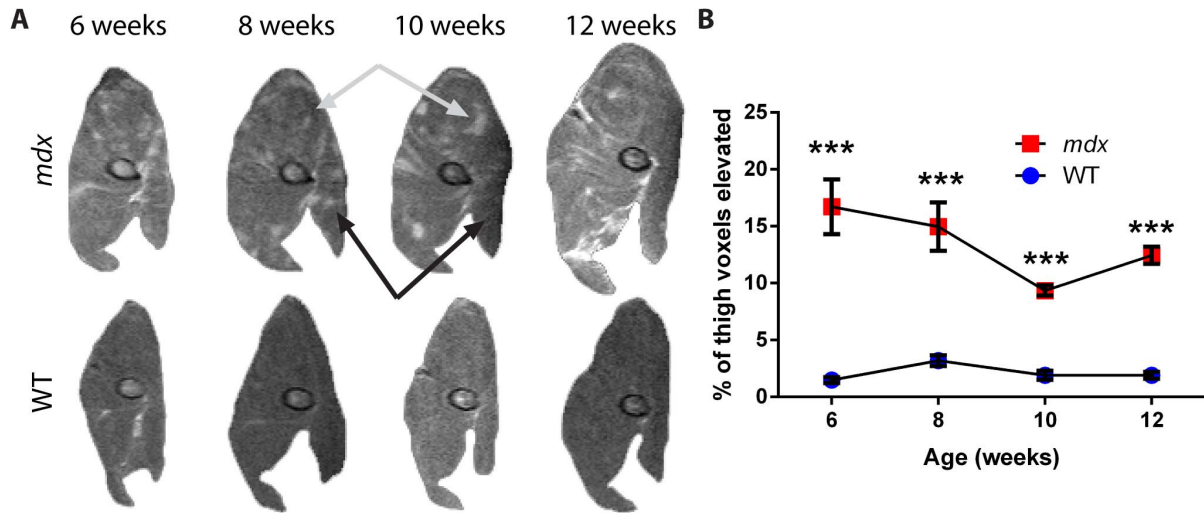 A
6 weeks 8 weeks 10 weeks 12 weeks
mdx
WT
B
% of thigh voxels elevated
25
20
15
10
5
0
*** *** *** ***
mdx
WT
6 8 10 12
Age (weeks)